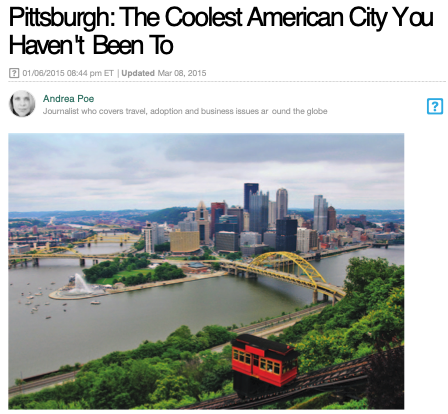 Pittsburgh: The Coolest American City You
Haven't Been To
? 01/06/2015 08:44 pm ET | Updated Mar 08, 2015
Andrea Poe
Journalist who covers travel, adoption and business issues ar ound the globe
?